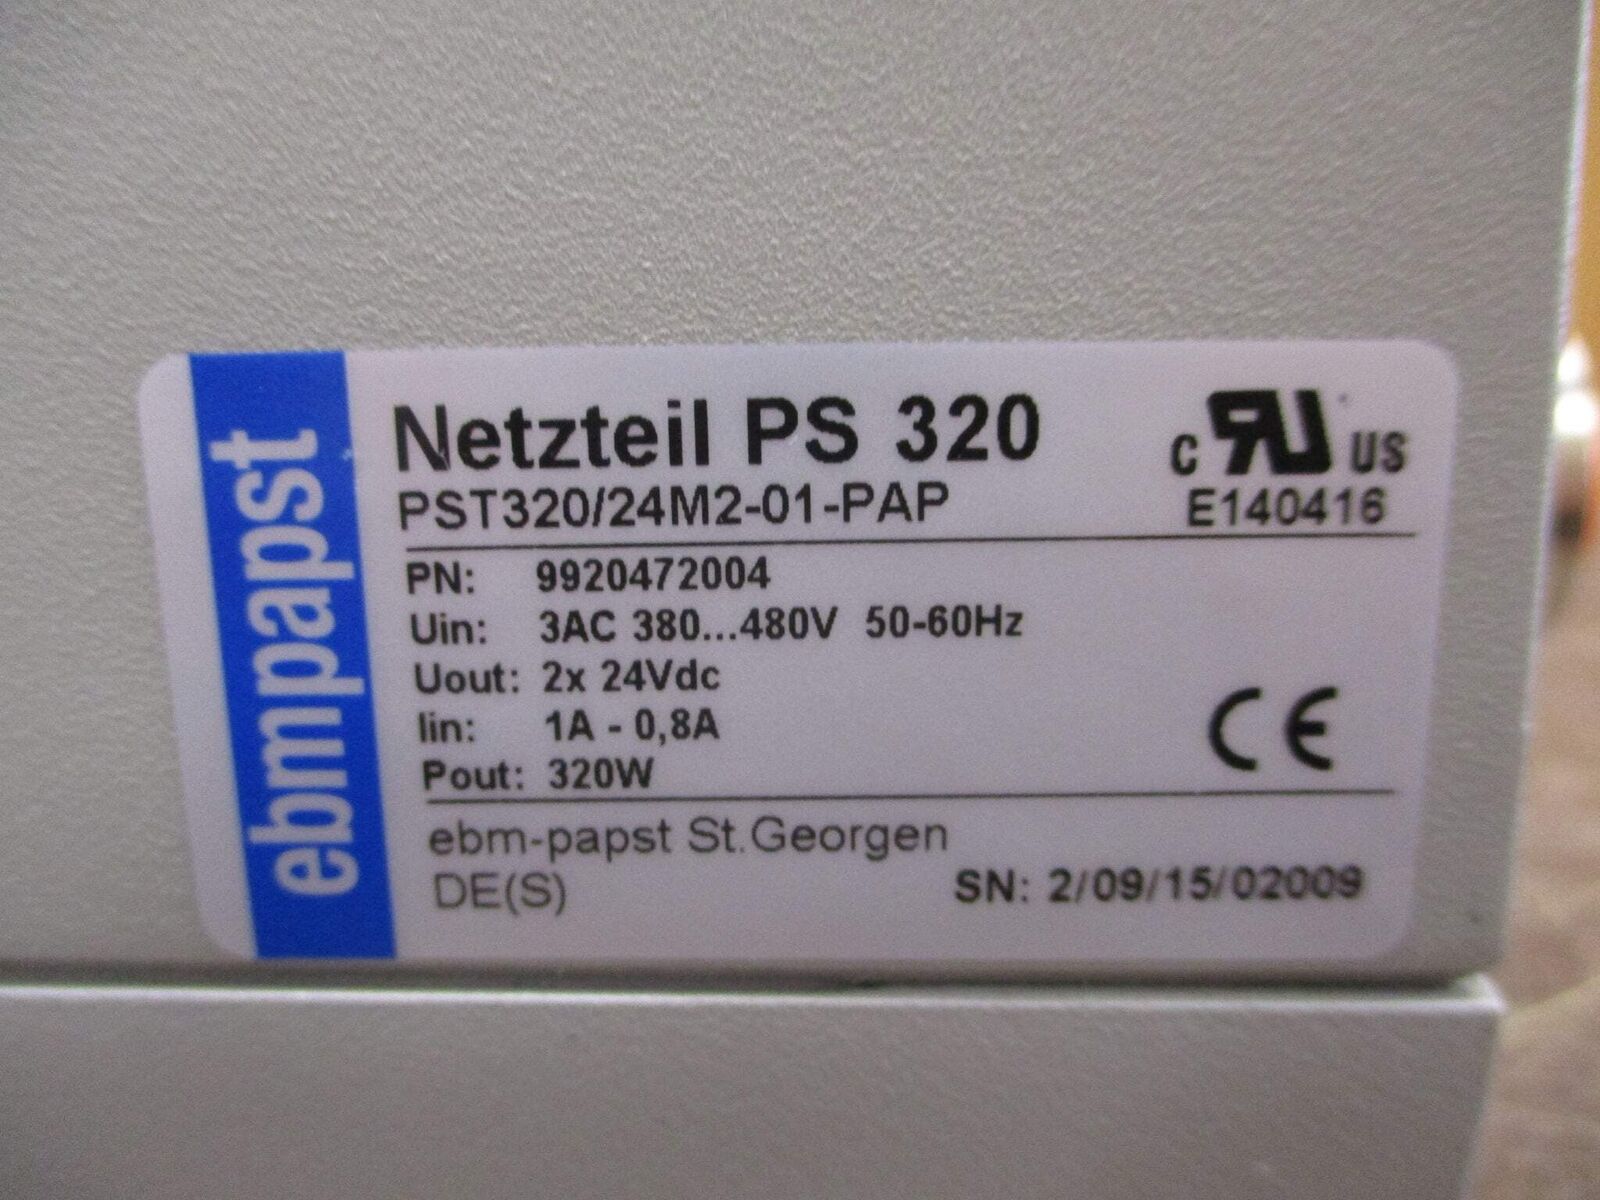 ebmpapst
Netzteil PS 320
PST320/24M2-01-PAP
c RU US
E140416
PN: 9920472004
Uin: 3AC 380...480V 50-60Hz
Uout: 2x 24Vdc
Iin: 1A - 0,8A
Pout: 320W
CE
ebm-papst St.Georgen
DE(S)
SN: 2/09/15/02009